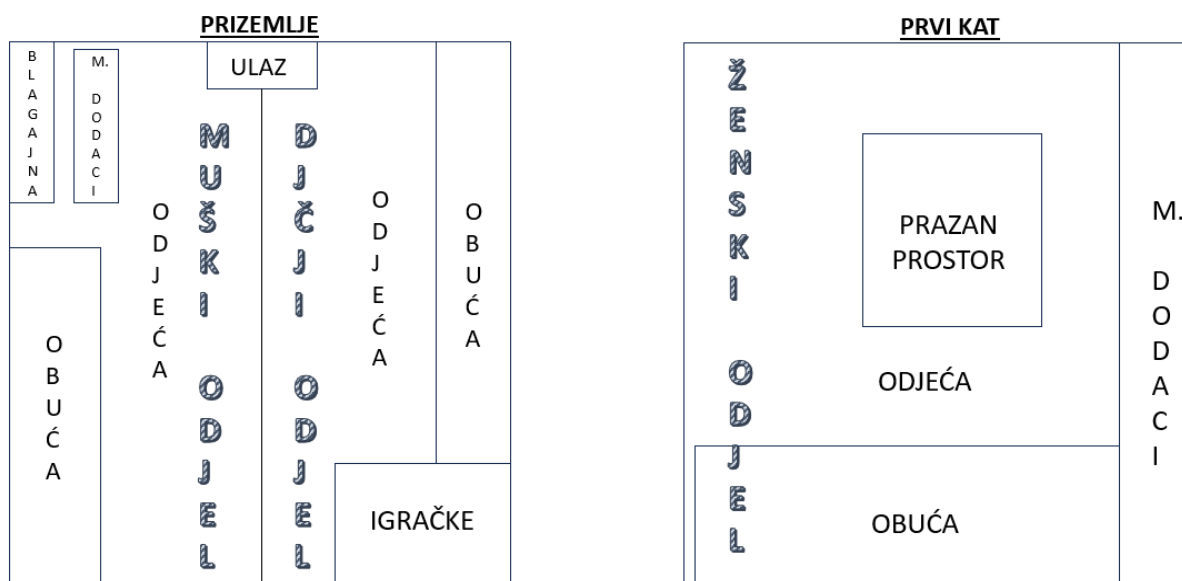 PRIZEMLJE
BLAGAJNA
M. DODACI
ULAZ
MUŠKI ODJEL
DJČJI ODJEL
ODJEĆA
ODJEĆA
OBUĆA
OBUĆA
IGRAČKE
PRVI KAT
ŽENSKI ODJEL
PRAZAN
PROSTOR
ODJEĆA
OBUĆA
M. DODACI